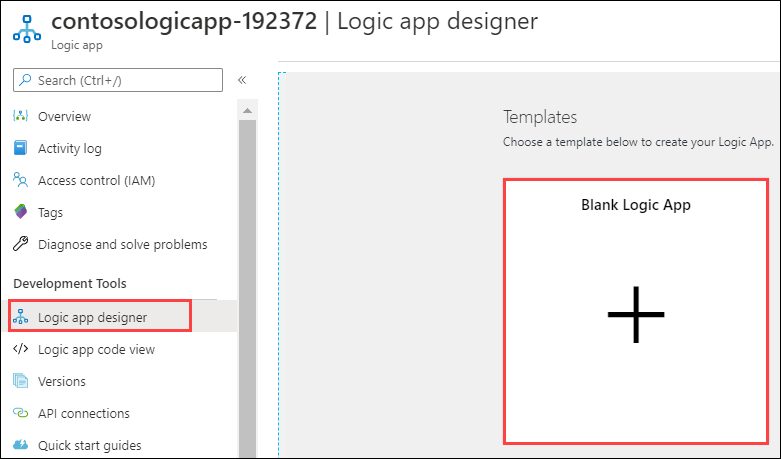 contosologicapp-192372 | Logic app designer
Logic app
Search (Ctrl+/)
«
Overview
Activity log
Access control (IAM)
Tags
Diagnose and solve problems
Development Tools
Logic app designer
Logic app code view
Versions
API connections
Quick start guides
Templates
Choose a template below to create your Logic App.
Blank Logic App